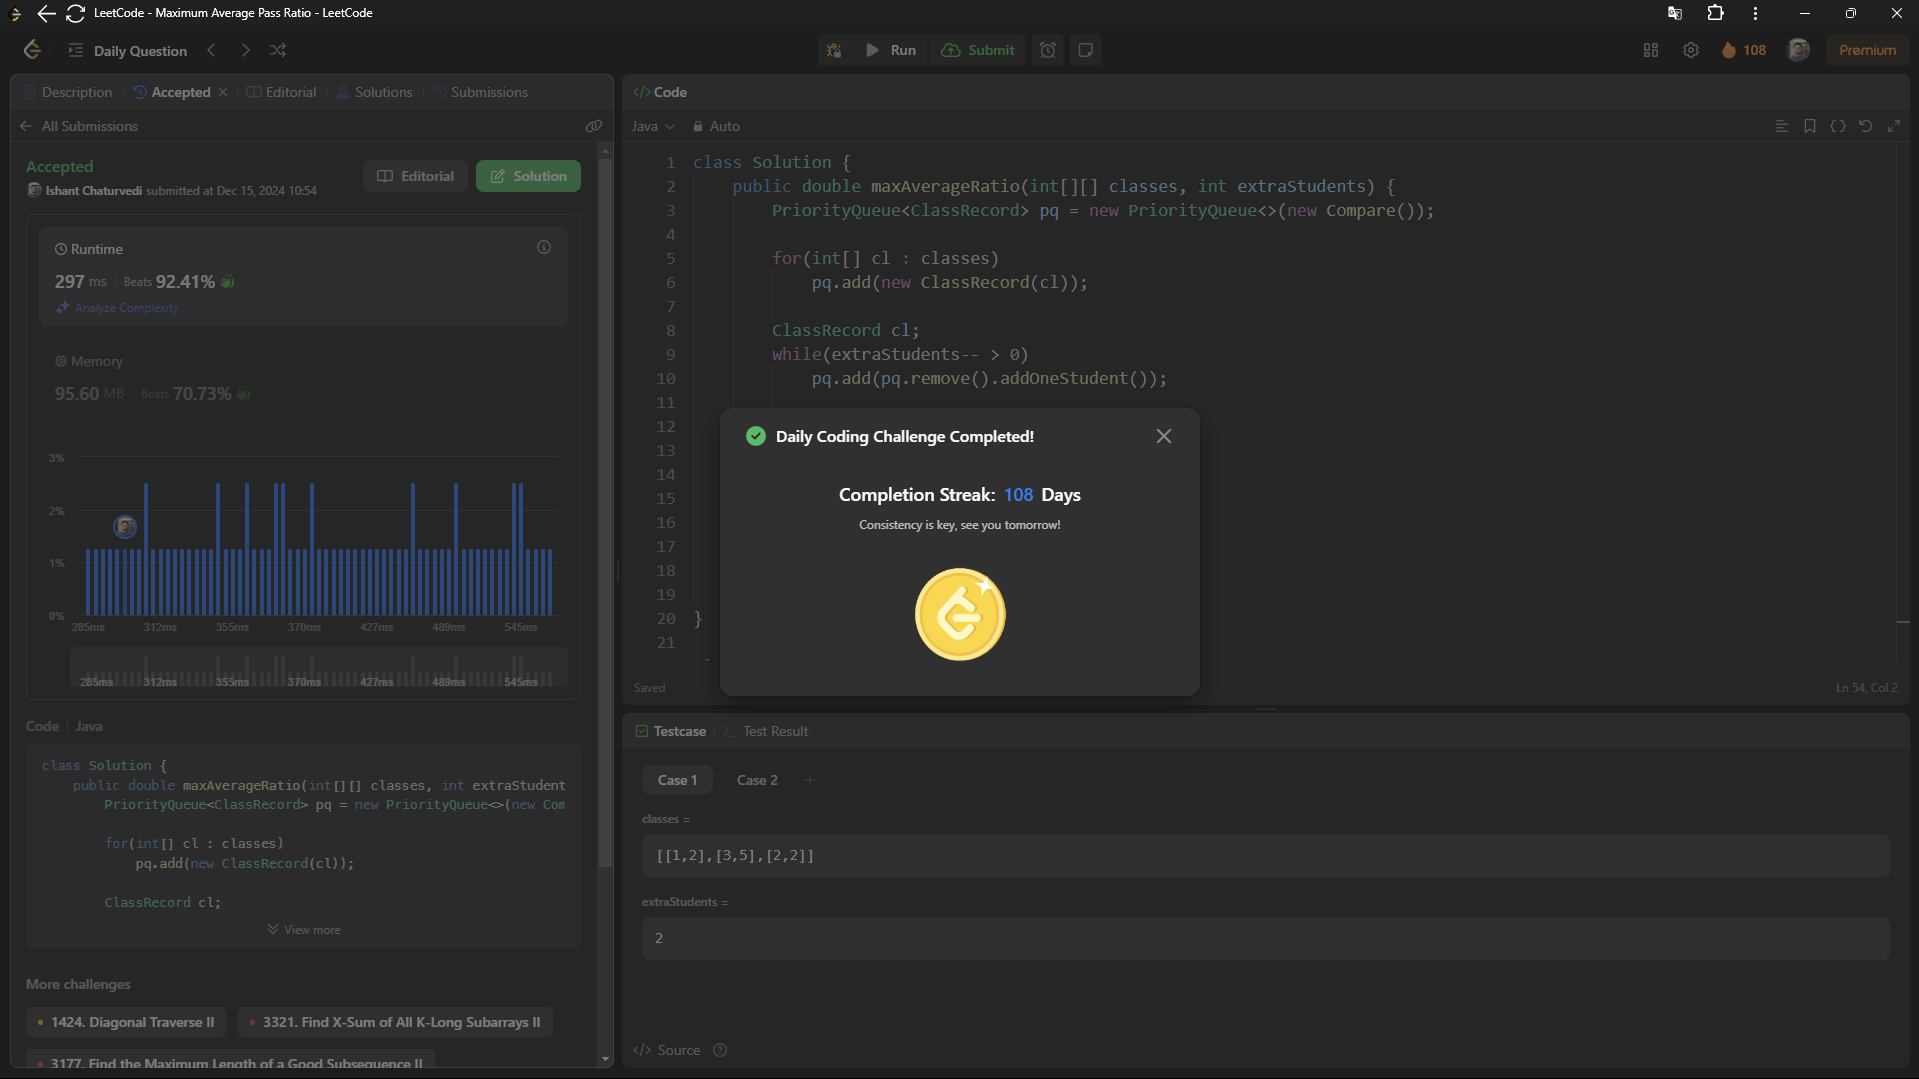 LeetCode - Maximum Average Pass Ratio - LeetCode
Daily Question
Run
Submit
108
Premium
Description
Accepted
Editorial
Solutions
Submissions
All Submissions
Accepted
Ishant Chaturvedi submitted at Dec 15, 2024 10:54
Editorial
Solution
Runtime
297 ms | Beats 92.41%
Analyze Complexity
Memory
95.60 MB | Beats 70.73%
3%
2%
1%
0%
285ms 312ms 355ms 370ms 427ms 489ms 545ms
285ms 312ms 355ms 370ms 427ms 489ms 545ms
Code | Java
class Solution {
public double maxAverageRatio(int[][] classes, int extraStudent
PriorityQueue<ClassRecord> pq = new PriorityQueue<>(new Com
for(int[] cl : classes)
pq.add(new ClassRecord(cl));
ClassRecord cl;
View more
More challenges
1424. Diagonal Traverse II
3321. Find X-Sum of All K-Long Subarrays II
3177. Find the Maximum Length of a Good Subsequence II
</> Code
Java
Auto
1 class Solution {
2 public double maxAverageRatio(int[][] classes, int extraStudents) {
3 PriorityQueue<ClassRecord> pq = new PriorityQueue<>(new Compare());
4
5 for(int[] cl : classes)
6 pq.add(new ClassRecord(cl));
7
8 ClassRecord cl;
9 while(extraStudents-- > 0)
10 pq.add(pq.remove().addOneStudent());
11
12
13
14
15
16
17
18
19
20 }
21
Saved
Ln 54, Col 2
Daily Coding Challenge Completed!
Completion Streak: 108 Days
Consistency is key, see you tomorrow!
Testcase
>_ Test Result
Case 1
Case 2
+
classes =
[[1,2],[3,5],[2,2]]
extraStudents =
2
</> Source